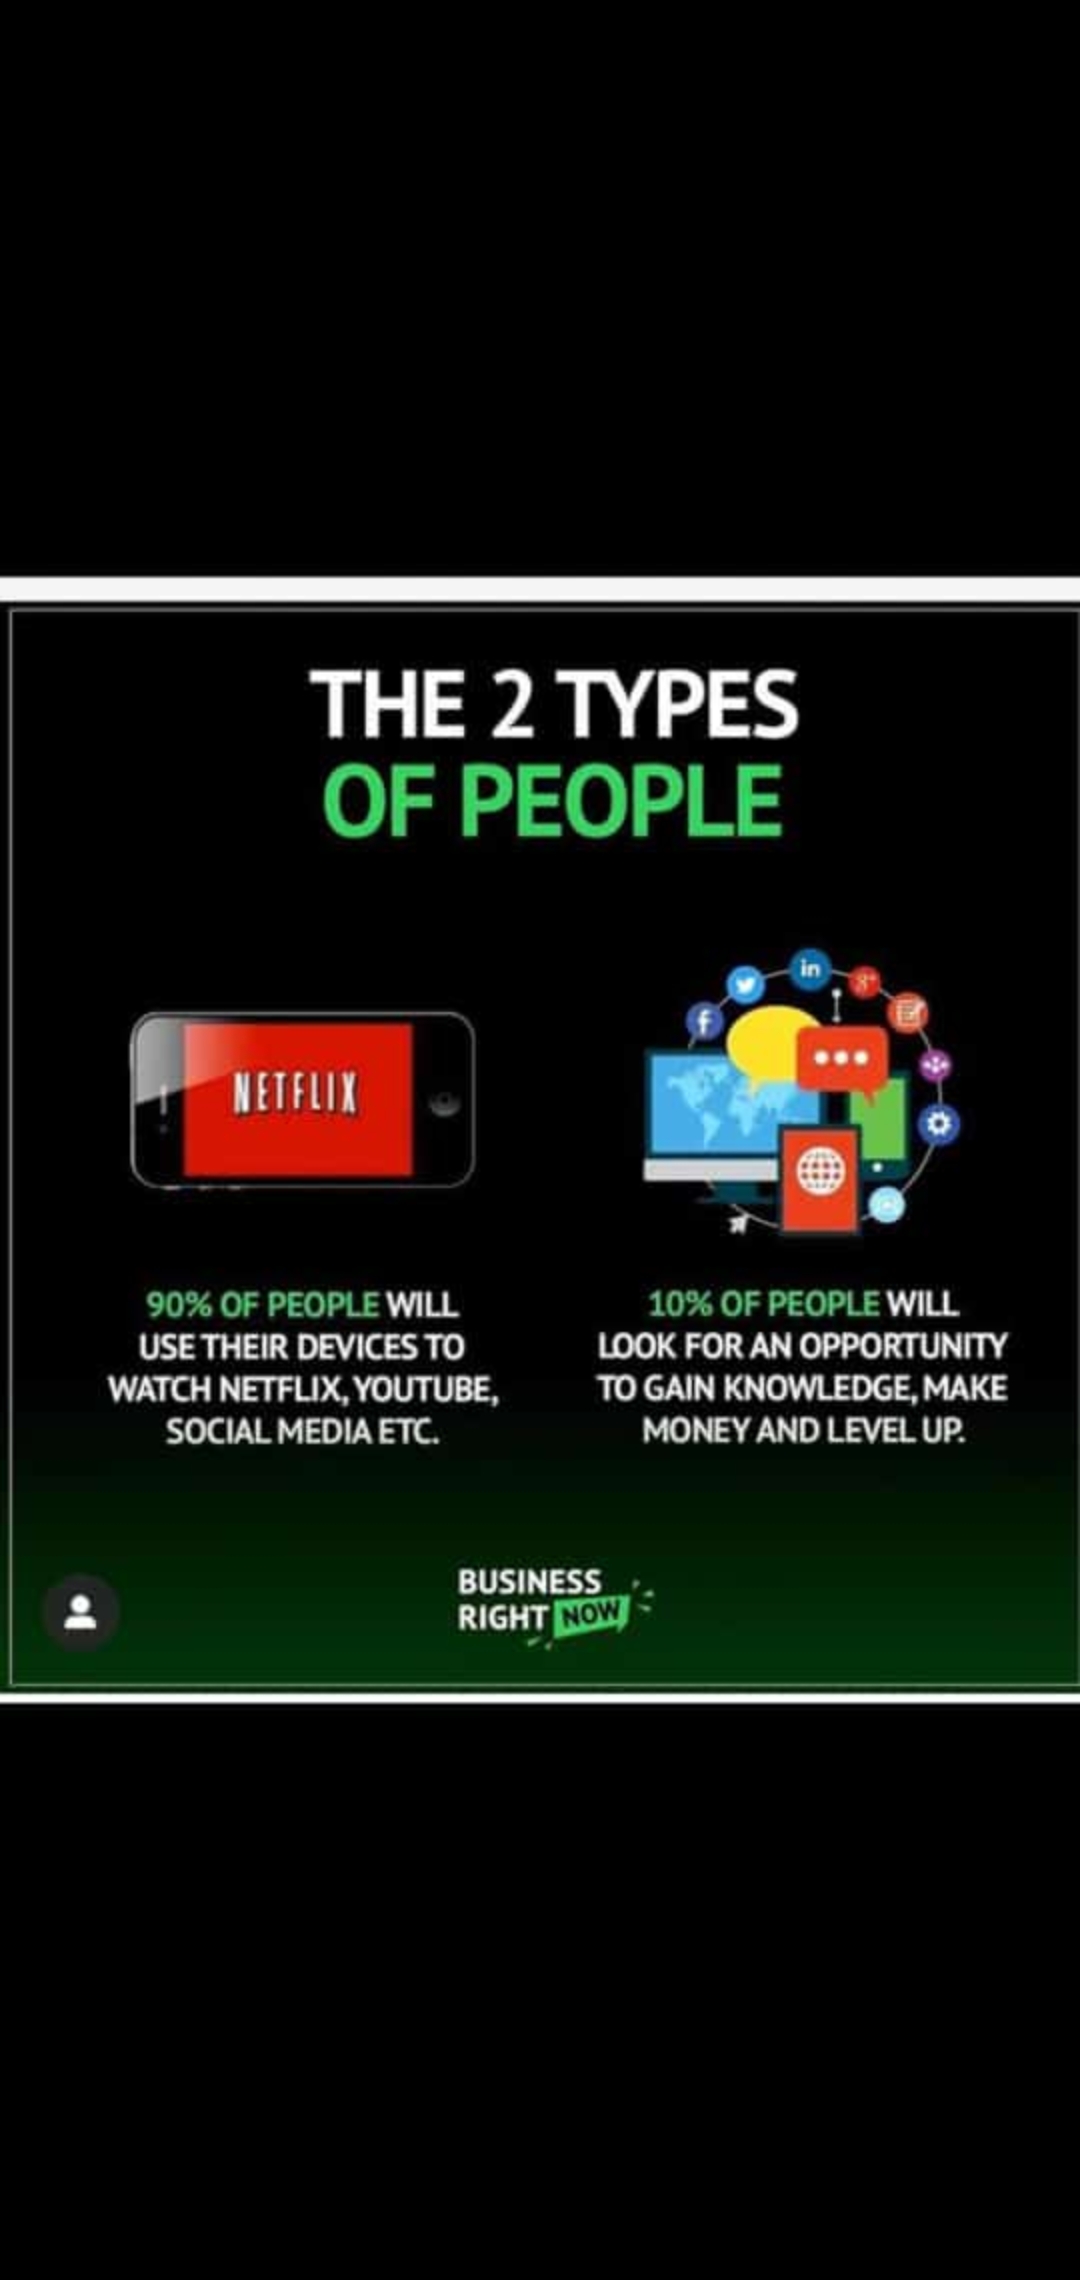 THE 2 TYPES
OF PEOPLE
NETFLIX
in
f
g+
90% OF PEOPLE WILL
USE THEIR DEVICES TO
WATCH NETFLIX, YOUTUBE,
SOCIAL MEDIA ETC.
10% OF PEOPLE WILL
LOOK FOR AN OPPORTUNITY
TO GAIN KNOWLEDGE, MAKE
MONEY AND LEVEL UP.
BUSINESS
RIGHT NOW